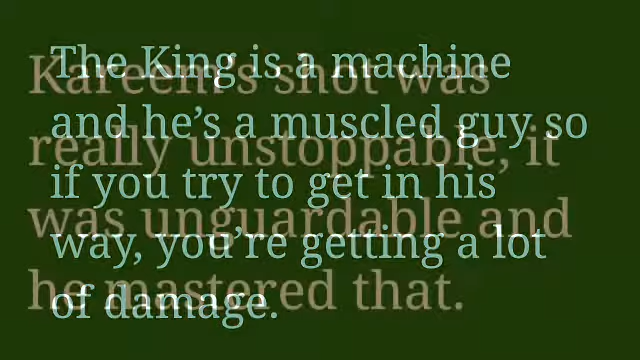 The King is a machine
and he’s a muscled guy so
if you try to get in his
way, you’re getting a lot
of damage.
Kareem's shot was
really unstoppable, it
was unguardable and
he mastered that.